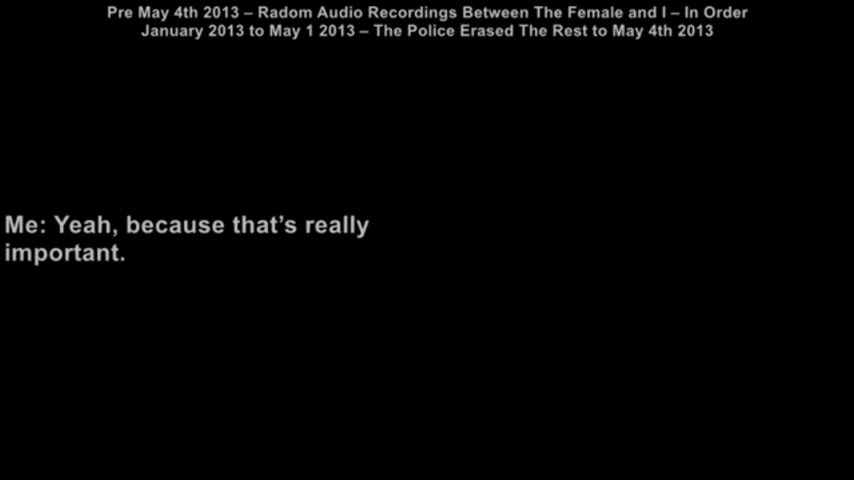 Pre May 4th 2013 – Radom Audio Recordings Between The Female and I – In Order
January 2013 to May 1 2013 – The Police Erased The Rest to May 4th 2013
Me: Yeah, because that’s really
important.